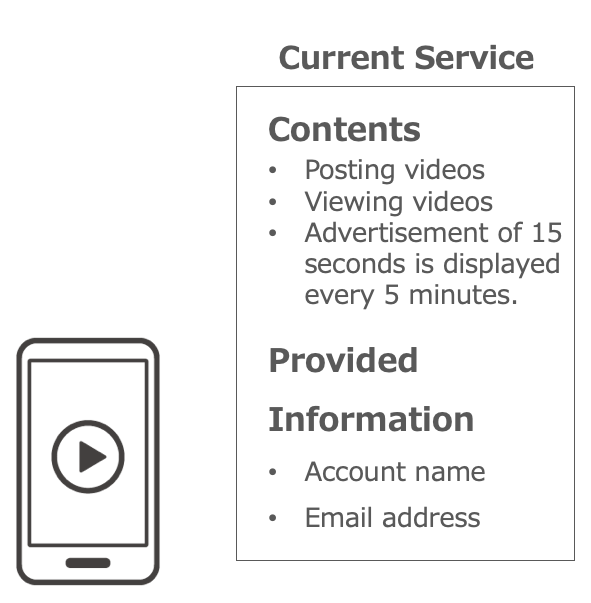 Current Service
Contents
• Posting videos
• Viewing videos
• Advertisement of 15
seconds is displayed
every 5 minutes.
Provided
Information
• Account name
• Email address